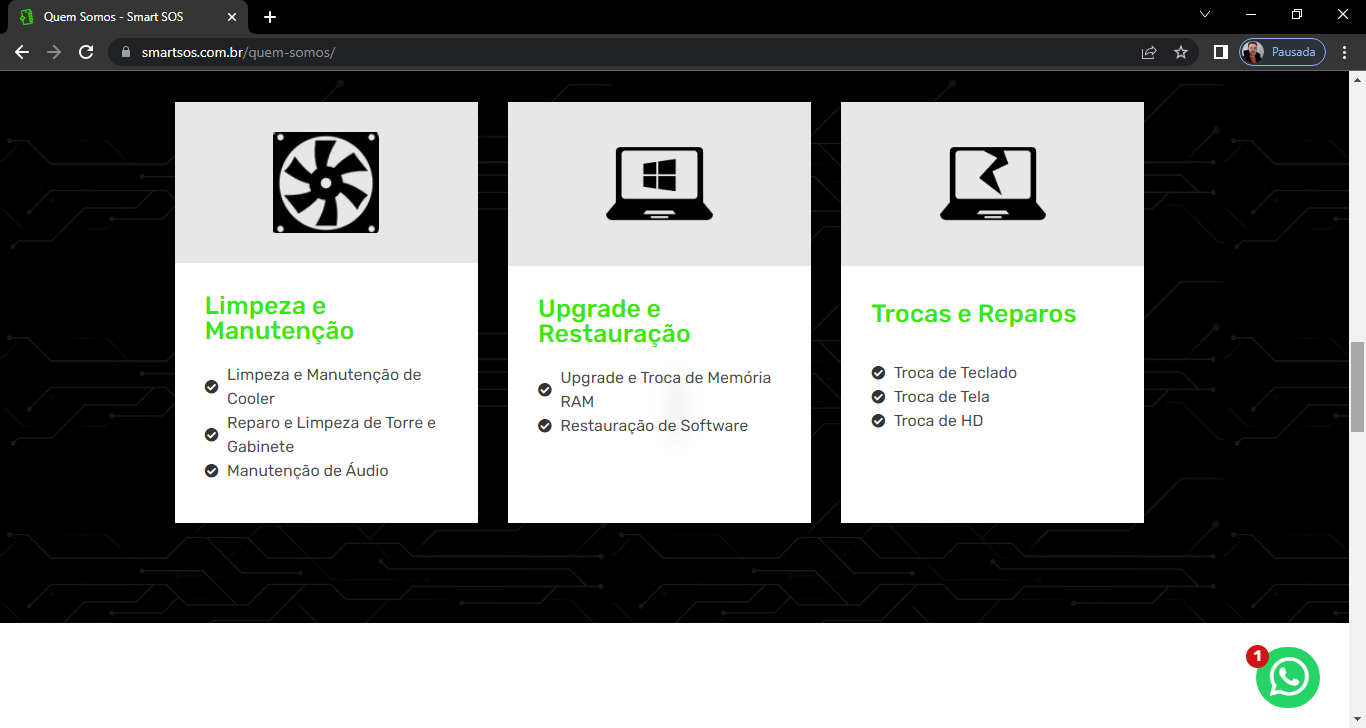 Quem Somos - Smart SOS
smartsos.com.br/quem-somos/
Pausada
Limpeza e
Manutenção
Limpeza e Manutenção de
Cooler
Reparo e Limpeza de Torre e
Gabinete
Manutenção de Áudio
Upgrade e
Restauração
Upgrade e Troca de Memória
RAM
Restauração de Software
Trocas e Reparos
Troca de Teclado
Troca de Tela
Troca de HD
1